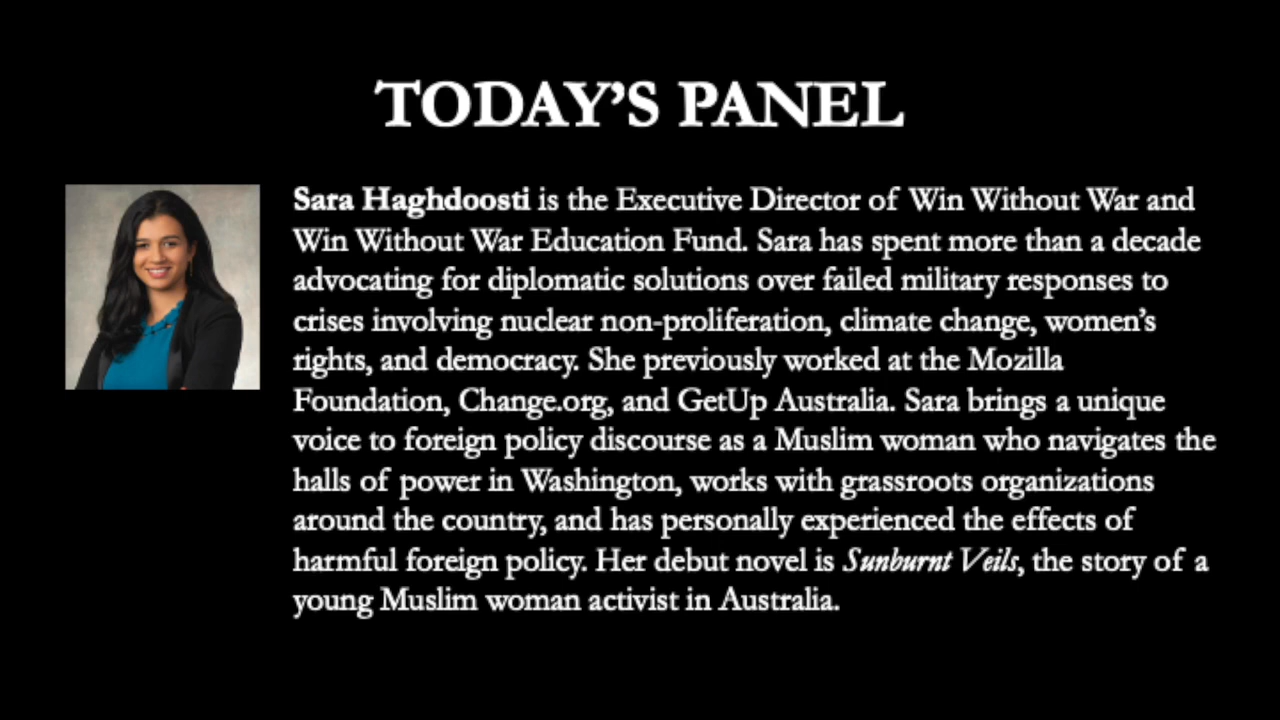 TODAY’S PANEL
Sara Haghdoosti is the Executive Director of Win Without War and
Win Without War Education Fund. Sara has spent more than a decade
advocating for diplomatic solutions over failed military responses to
crises involving nuclear non-proliferation, climate change, women’s
rights, and democracy. She previously worked at the Mozilla
Foundation, Change.org, and GetUp Australia. Sara brings a unique
voice to foreign policy discourse as a Muslim woman who navigates the
halls of power in Washington, works with grassroots organizations
around the country, and has personally experienced the effects of
harmful foreign policy. Her debut novel is Sunburnt Veils, the story of a
young Muslim woman activist in Australia.